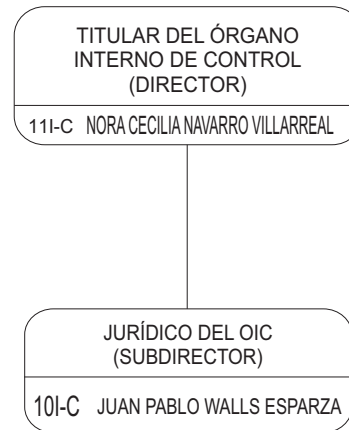 TITULAR DEL ÓRGANO
INTERNO DE CONTROL
(DIRECTOR)
11I-C NORA CECILIA NAVARRO VILLARREAL
JURÍDICO DEL OIC
(SUBDIRECTOR)
10I-C JUAN PABLO WALLS ESPARZA